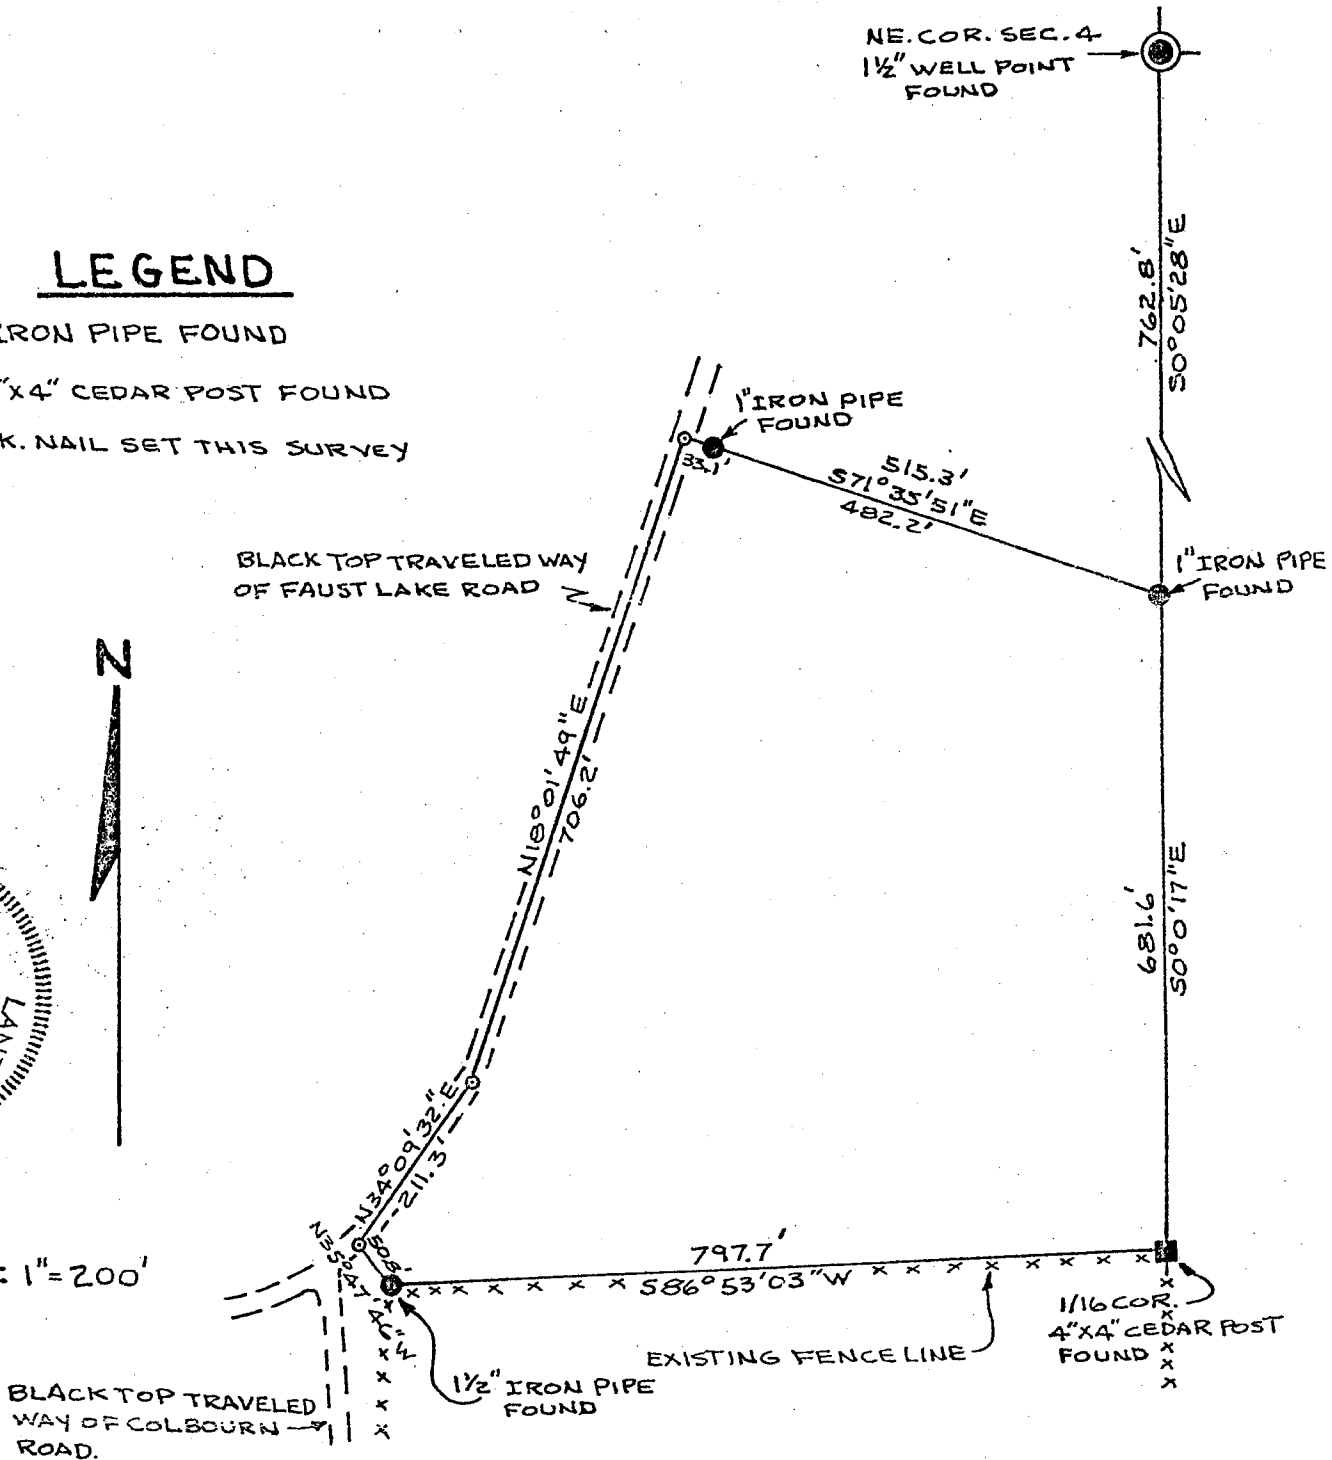 NE. COR. SEC. 4
1½" WELL POINT
FOUND
762.8'
S0°05'28"E
LEGEND
IRON PIPE FOUND
"X4" CEDAR POST FOUND
K. NAIL SET THIS SURVEY
1" IRON PIPE
FOUND
33.1'
515.3'
S71°35'51"E
482.2'
1" IRON PIPE
FOUND
BLACK TOP TRAVELED WAY
OF FAUST LAKE ROAD
N
N18°01'49"E
706.2'
681.6'
S0°0'17"E
LAN
N34°09'32"E
211.3'
N35°47'46"W
: 1"=200'
797.7'
S86°53'03"W
1/16 COR.
4"X4" CEDAR POST
FOUND
EXISTING FENCE LINE
1½" IRON PIPE
FOUND
BLACK TOP TRAVELED
WAY OF COLBOURN
ROAD.